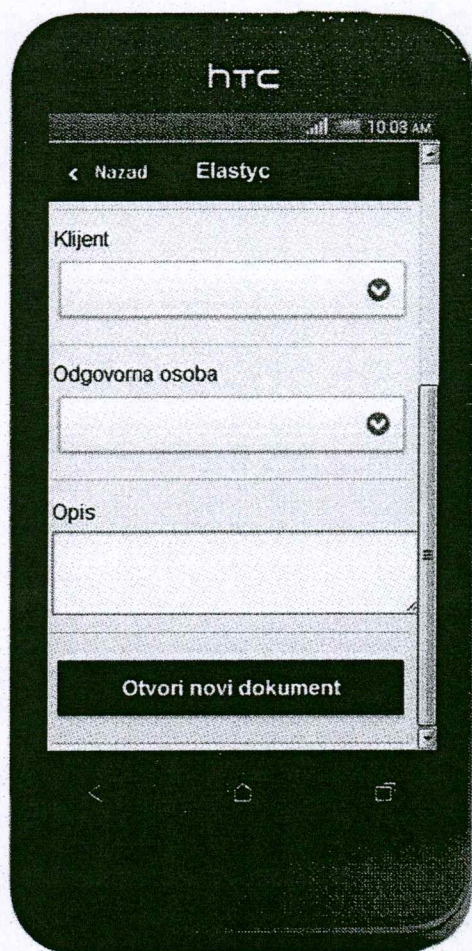 hTC
10:08 AM
Nazad Elastyc
Klijent
Odgovorna osoba
Opis
Otvori novi dokument